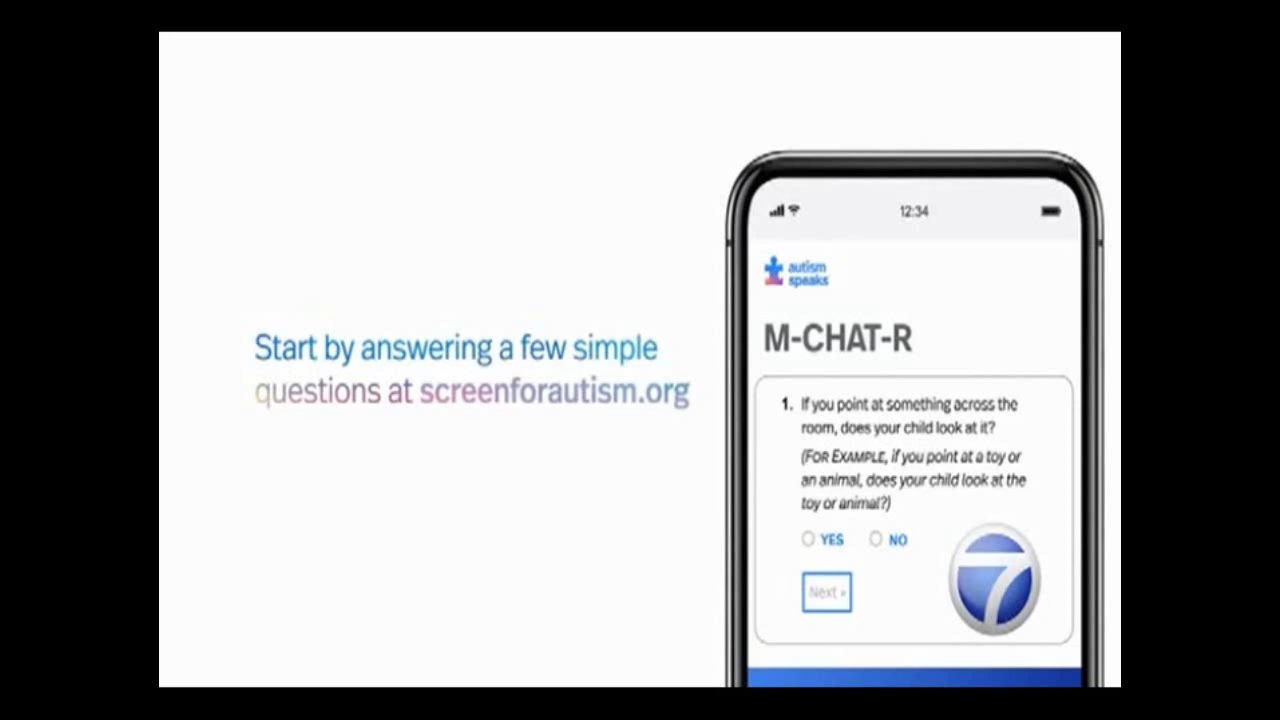 Start by answering a few simple
questions at screenforautism.org
12:34
autism
speaks
M-CHAT-R
1. If you point at something across the
room, does your child look at it?
(FOR EXAMPLE, if you point at a toy or
an animal, does your child look at the
toy or animal?)
YES NO
Next »
7